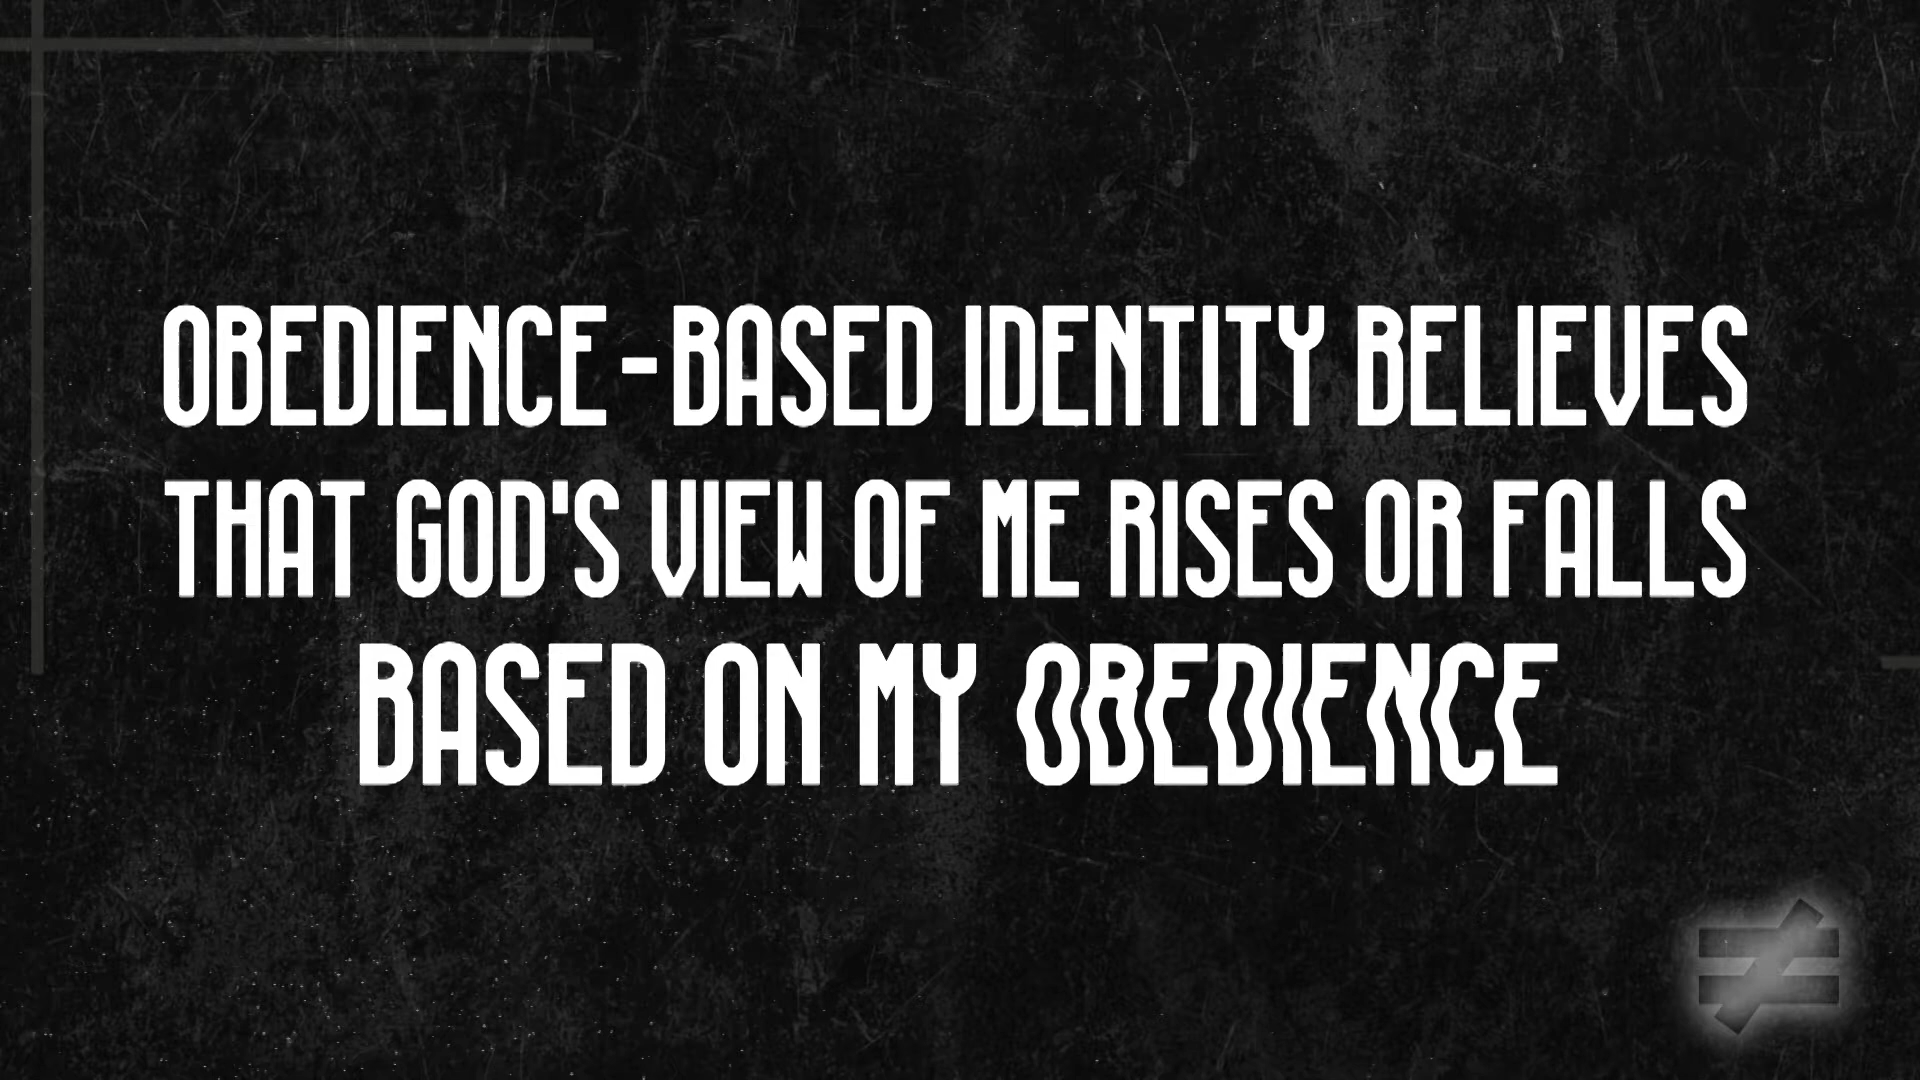 OBEDIENCE-BASED IDENTITY BELIEVES
THAT GOD'S VIEW OF ME RISES OR FALLS
BASED ON MY OBEDIENCE